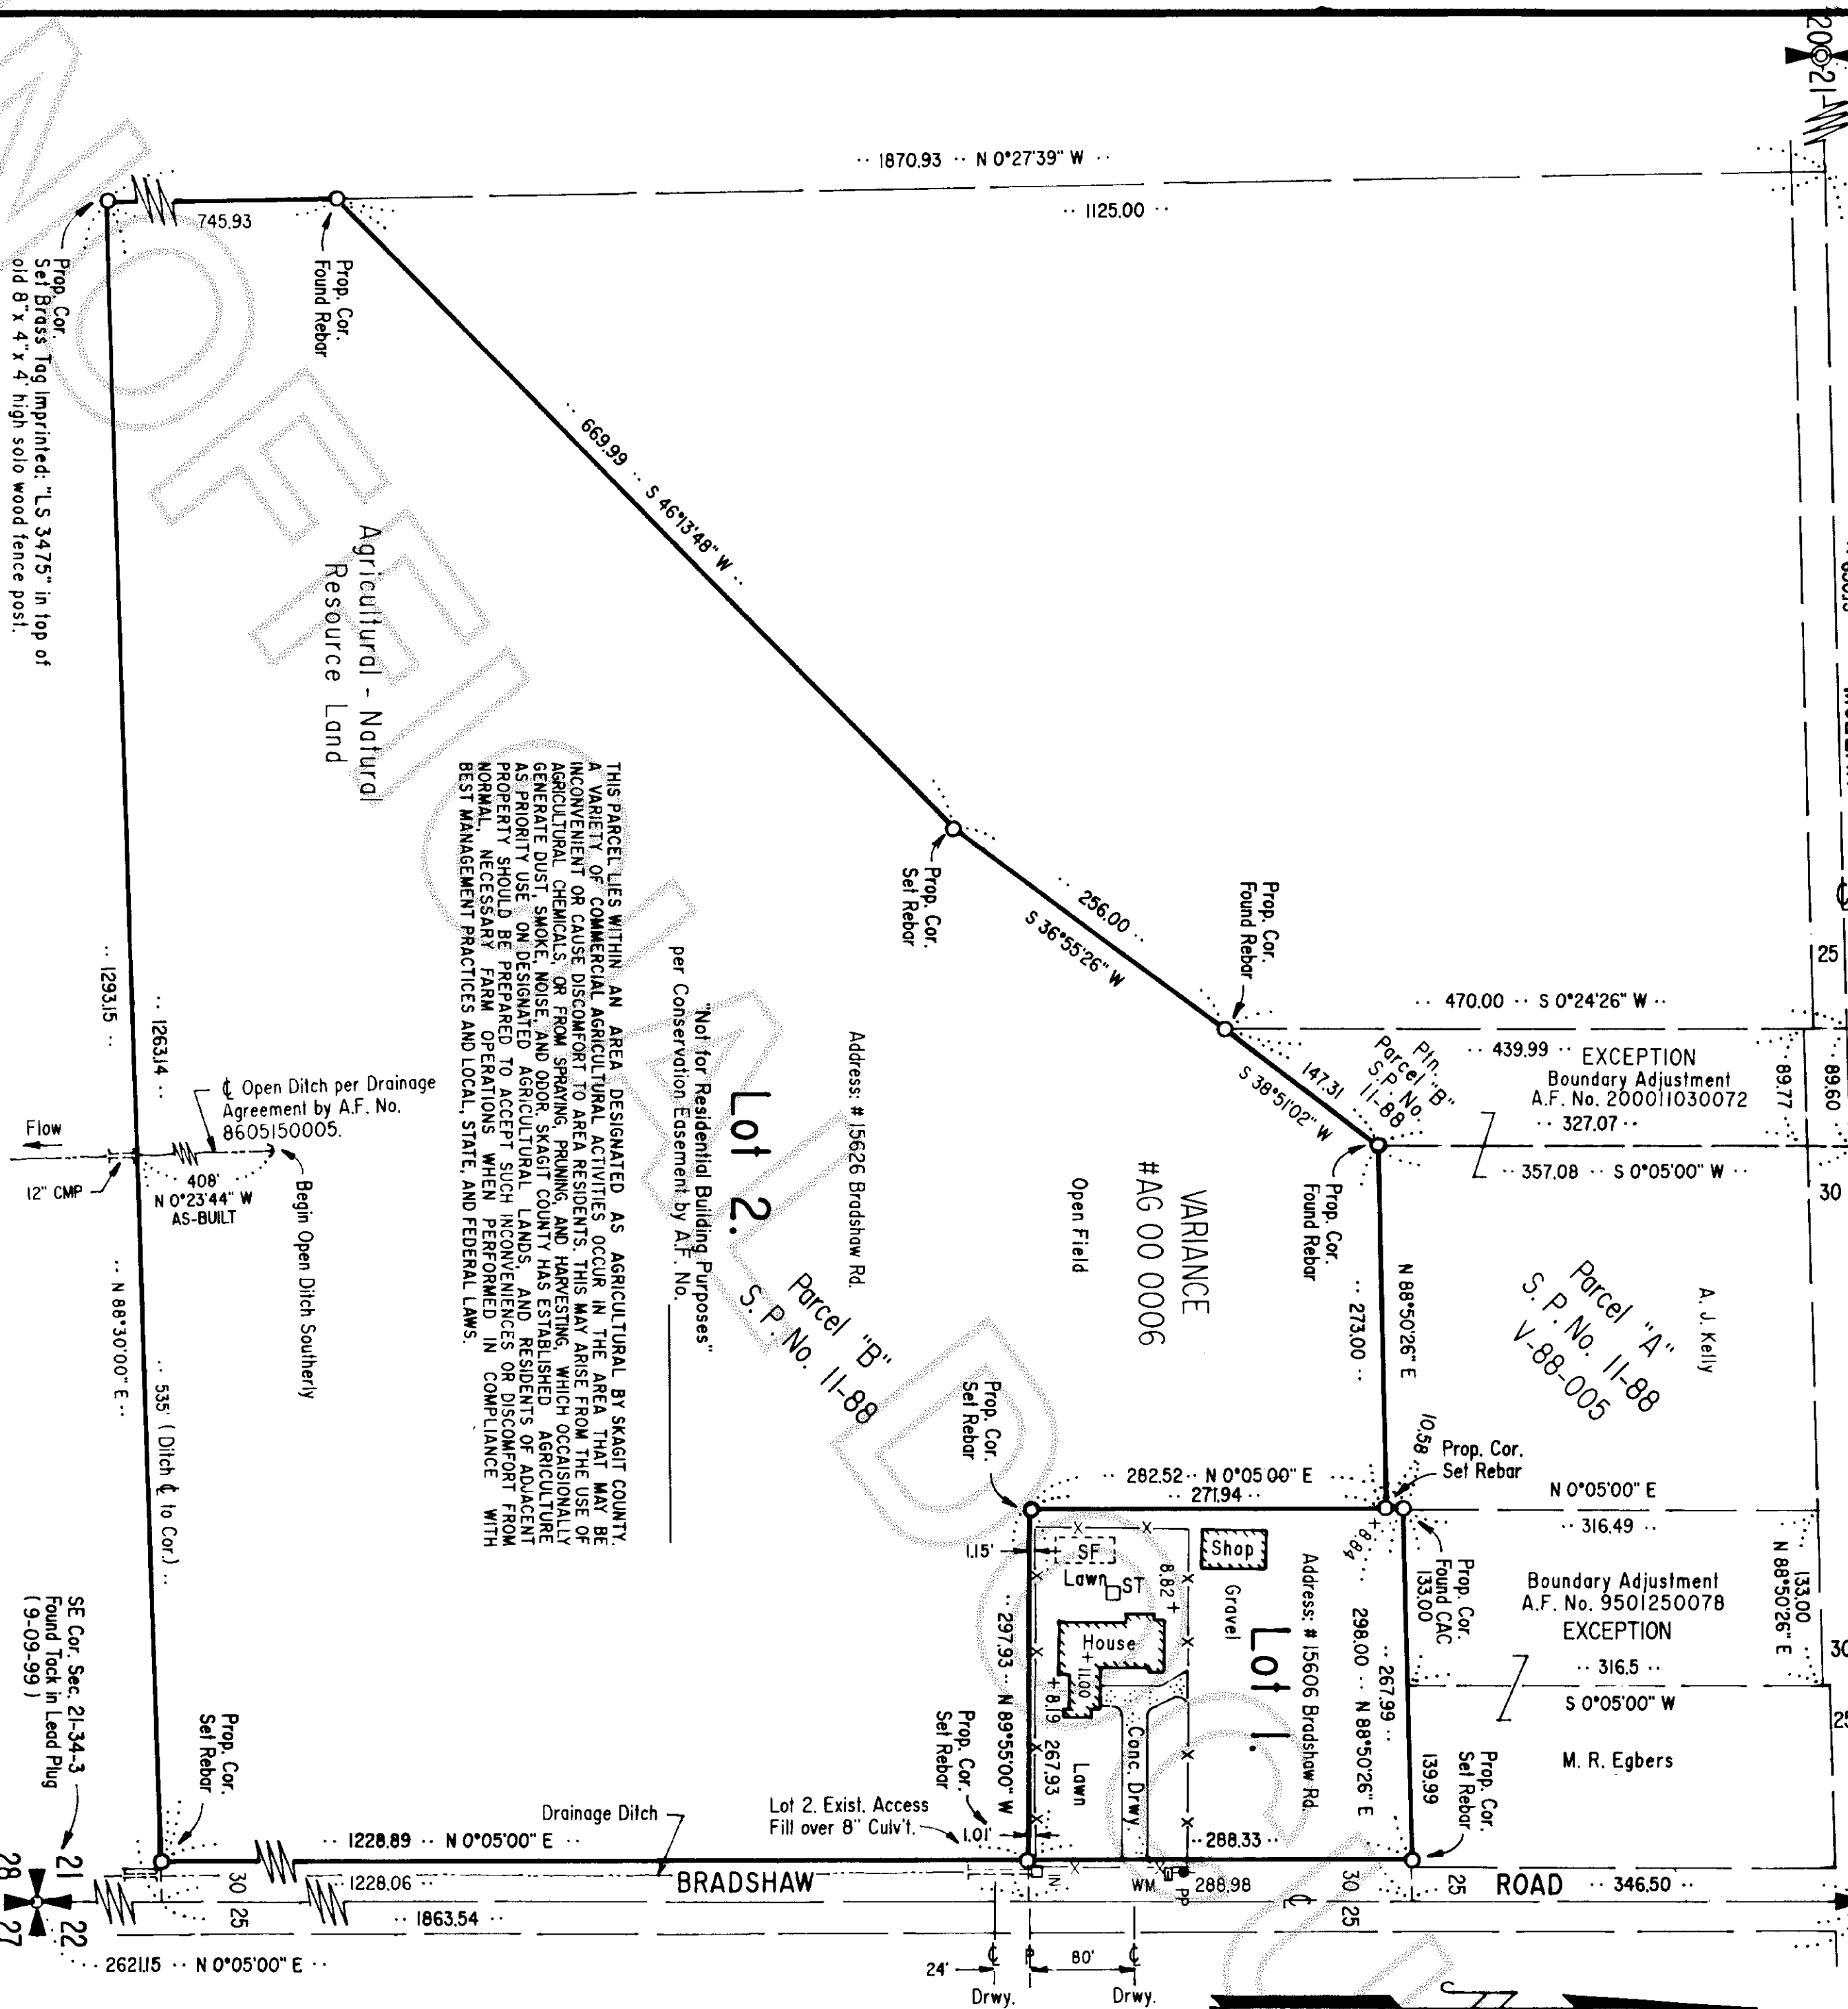 20 21
·· 1870.93 ·· N 0°27'39" W ··
·· 1125.00 ··
745.93
Prop. Cor.
Found Rebar
Prop. Cor.
Set Brass Tag Imprinted: "LS 3475" in top of
old 8"x 4"x 4' high solo wood fence post.
·· 669.99 ·· S 46°13'48" W ··
Agricultural - Natural
Resource Land
Prop. Cor.
Set Rebar
·· 256.00 ··
S 36°55'26" W
Prop. Cor.
Found Rebar
25
·· 470.00 ·· S 0°24'26" W ··
·· 439.99 ··
EXCEPTION
Boundary Adjustment
A.F. No. 200011030072
·· 327.07 ··
·· 357.08 ·· S 0°05'00" W ··
89.77
89.60
30
Ptn.
Parcel "B"
S.P. No.
11-88
147.31 ··
S 38°51'02" W
Prop. Cor.
Found Rebar
A. J. Kelly
Parcel "A"
S. P. No. 11-88
V-88-005
N 88°50'26" E
·· 273.00 ··
VARIANCE
#AG 00 0006
Open Field
Address: # 15626 Bradshaw Rd.
Lot 2.
Parcel "B"
S. P. No. 11-88
"Not for Residential Building Purposes"
per Conservation Easement by A.F. No.
THIS PARCEL LIES WITHIN AN AREA DESIGNATED AS AGRICULTURAL BY SKAGIT COUNTY.
A VARIETY OF COMMERCIAL AGRICULTURAL ACTIVITIES OCCUR IN THE AREA THAT MAY BE
INCONVENIENT OR CAUSE DISCOMFORT TO AREA RESIDENTS. THIS MAY ARISE FROM THE USE OF
AGRICULTURAL CHEMICALS, OR FROM SPRAYING, PRUNING, AND HARVESTING, WHICH OCCAISIONALLY
GENERATE DUST, SMOKE, NOISE, AND ODOR. SKAGIT COUNTY HAS ESTABLISHED AGRICULTURE
AS PRIORITY USE ON DESIGNATED AGRICULTURAL LANDS, AND RESIDENTS OF ADJACENT
PROPERTY SHOULD BE PREPARED TO ACCEPT SUCH INCONVENIENCES OR DISCOMFORT FROM
NORMAL, NECESSARY FARM OPERATIONS WHEN PERFORMED IN COMPLIANCE WITH
BEST MANAGEMENT PRACTICES AND LOCAL, STATE, AND FEDERAL LAWS.
·· 1293.15 ··
·· 1263.14 ··
℄ Open Ditch per Drainage
Agreement by A.F. No.
8605150005.
Flow
12" CMP
408'
N 0°23'44" W
AS-BUILT
Begin Open Ditch Southerly
·· N 88°30'00" E ··
·· 535' ( Ditch ℄ to Cor.) ··
Prop. Cor.
Set Rebar
·· 282.52 ·· N 0°05'00" E
271.94 ··
10.58'
Prop. Cor.
Set Rebar
N 0°05'00" E
·· 316.49 ··
Prop. Cor.
Found CAC
133.00
Boundary Adjustment
A.F. No. 9501250078
EXCEPTION
·· 316.5 ··
S 0°05'00" W
133.00
N 88°50'26" E
M. R. Egbers
+ 8.84
298.00 ·· N 88°50'26" E
·· 267.99 ··
139.99
Prop. Cor.
Set Rebar
Address: # 15606 Bradshaw Rd.
Lot 1.
Shop
Gravel
8.82 +
1.15'
SF
Lawn
ST
House
+ 11.00
+ 8.19
Conc. Drwy.
Lawn
267.93
·· 297.93 ·· N 89°55'00" W
Prop. Cor.
Set Rebar
Lot 2. Exist. Access
Fill over 8" Culv't.
1.01'
·· 288.33 ··
SE Cor. Sec. 21-34-3
Found Tack in Lead Plug
( 9-09-99 )
Prop. Cor.
Set Rebar
Drainage Ditch
·· 1228.89 ·· N 0°05'00" E ··
·· 1228.06
BRADSHAW
IN
WM
PP
288.98
30
25
℄
30
25
25
ROAD
·· 346.50 ··
21
22
28
27
·· 1863.54 ··
·· 2621.15 ·· N 0°05'00" E ··
24'
℄
P
80'
℄
Drwy.
Drwy.
UNOFFICIAL DOCU